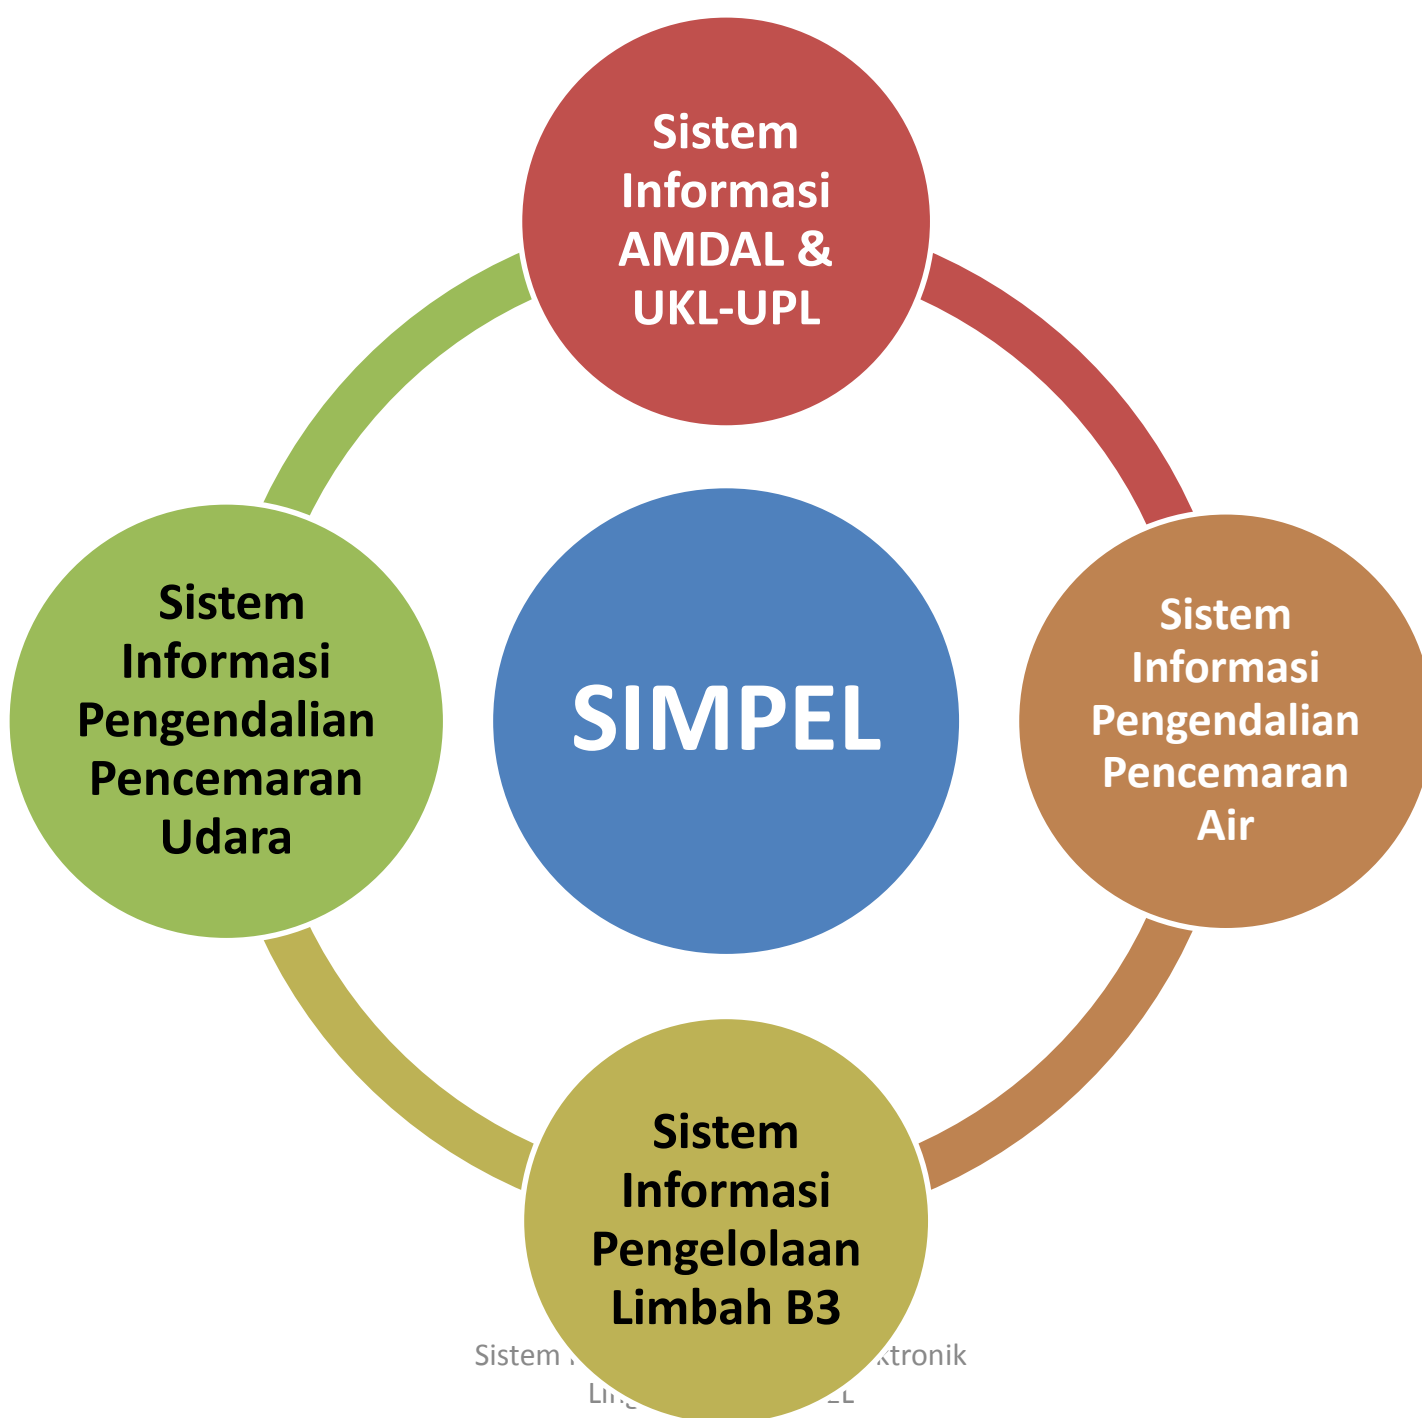 Sistem
Informasi
AMDAL &
UKL-UPL
Sistem
Informasi
Pengendalian
Pencemaran
Udara
SIMPEL
Sistem
Informasi
Pengendalian
Pencemaran
Air
Sistem
Informasi
Pengelolaan
Limbah B3
Sistem